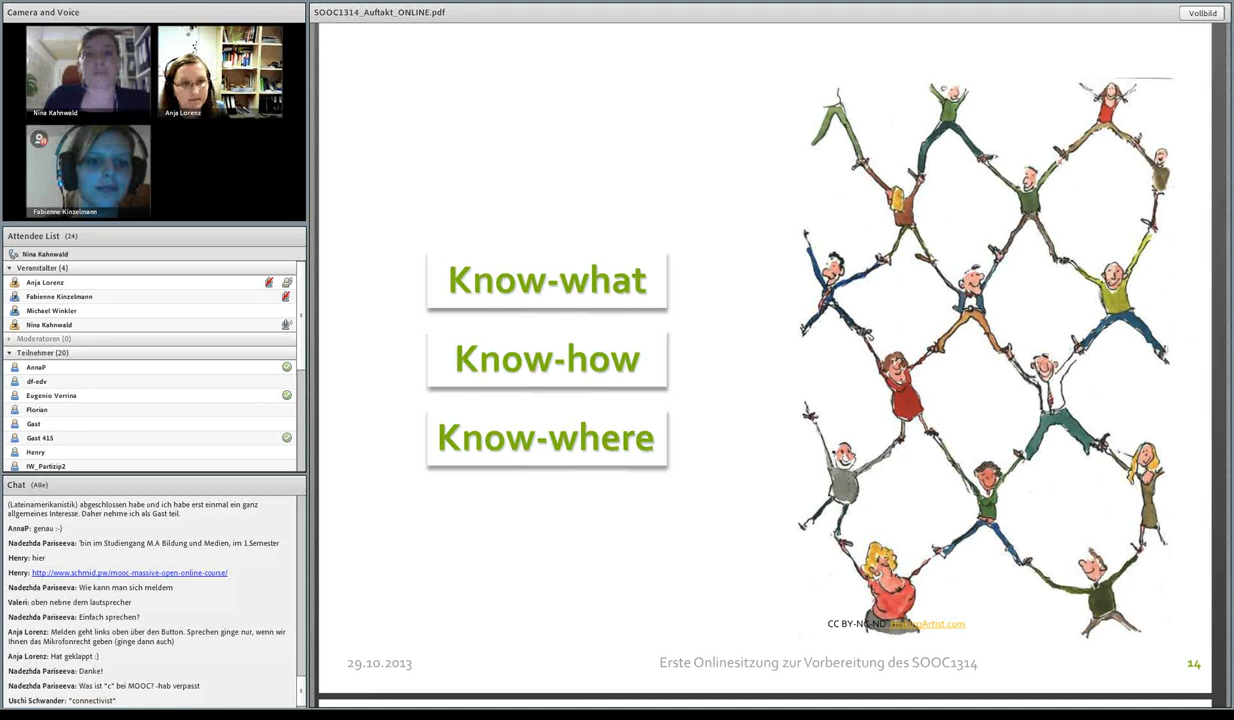 Camera and Voice
Nina Kahnwald
Anja Lorenz
Fabienne Kinzelmann
Attendee List (24)
Nina Kahnwald
Veranstalter (4)
Anja Lorenz
Fabienne Kinzelmann
Michael Winkler
Nina Kahnwald
Moderatoren (0)
Teilnehmer (20)
AnnaP
df-edv
Eugenio Verrina
Florian
Gast
Gast 415
Henry
IW_Partizip2
Chat (Alle)
(Lateinamerikanistik) abgeschlossen habe und ich habe erst einmal ein ganz
allgemeines Interesse. Daher nehme ich als Gast teil.
AnnaP: genau :-)
Nadezhda Pariseeva: 'bin im Studiengang M.A Bildung und Medien, im 1.Semester
Henry: hier
Henry: http://www.schmid.pw/mooc-massive-open-online-course/
Nadezhda Pariseeva: Wie kann man sich meldem
Valeri: oben nebne dem lautsprecher
Nadezhda Pariseeva: Einfach sprechen?
Anja Lorenz: Melden geht links oben über den Button. Sprechen ginge nur, wenn wir
Ihnen das Mikrofonrecht geben (ginge dann auch)
Anja Lorenz: Hat geklappt :)
Nadezhda Pariseeva: Danke!
Nadezhda Pariseeva: Was ist "c" bei MOOC? -hab verpasst
Uschi Schwander: "connectivist"
SOOC1314_Auftakt_ONLINE.pdf
Vollbild
Know-what
Know-how
Know-where
CC BY-NC-ND
29.10.2013
Erste Onlinesitzung zur Vorbereitung des SOOC1314
14